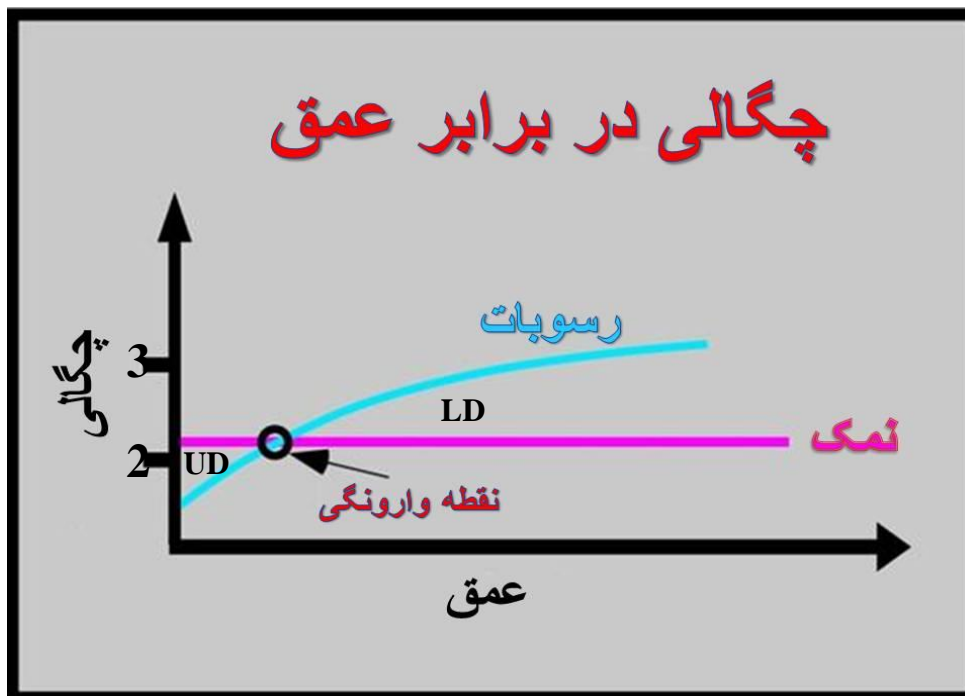 چگالی در برابر عمق
رسوبات
چگالی
3
LD
نمک
2
UD
نقطه وارونگی
عمق